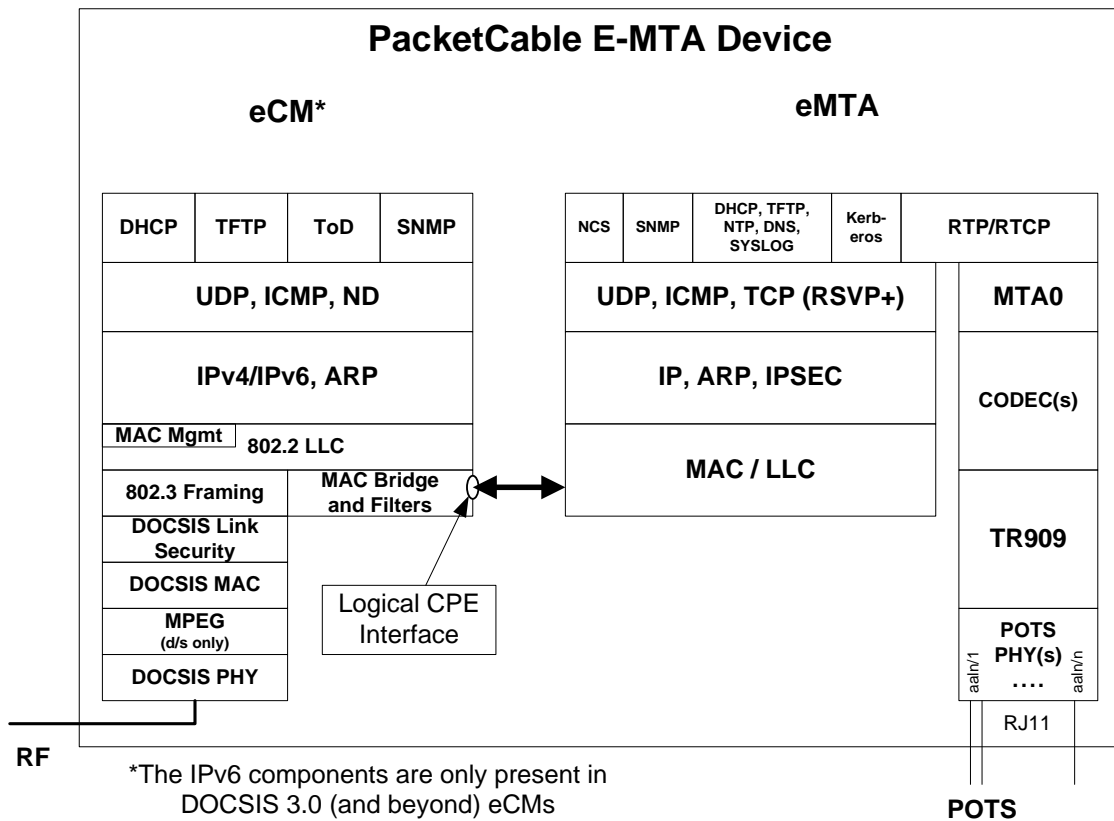 PacketCable E-MTA Device
eCM*
eMTA
DHCP
TFTP
ToD
SNMP
UDP, ICMP, ND
IPv4/IPv6, ARP
MAC Mgmt
802.2 LLC
802.3 Framing
MAC Bridge
and Filters
DOCSIS Link
Security
DOCSIS MAC
MPEG
(d/s only)
DOCSIS PHY
Logical CPE
Interface
NCS
SNMP
DHCP, TFTP,
NTP, DNS,
SYSLOG
Kerb-
eros
RTP/RTCP
UDP, ICMP, TCP (RSVP+)
IP, ARP, IPSEC
MAC / LLC
MTA0
CODEC(s)
TR909
POTS
PHY(s)
....
aaln/1
aaln/n
RJ11
RF
POTS
*The IPv6 components are only present in
DOCSIS 3.0 (and beyond) eCMs